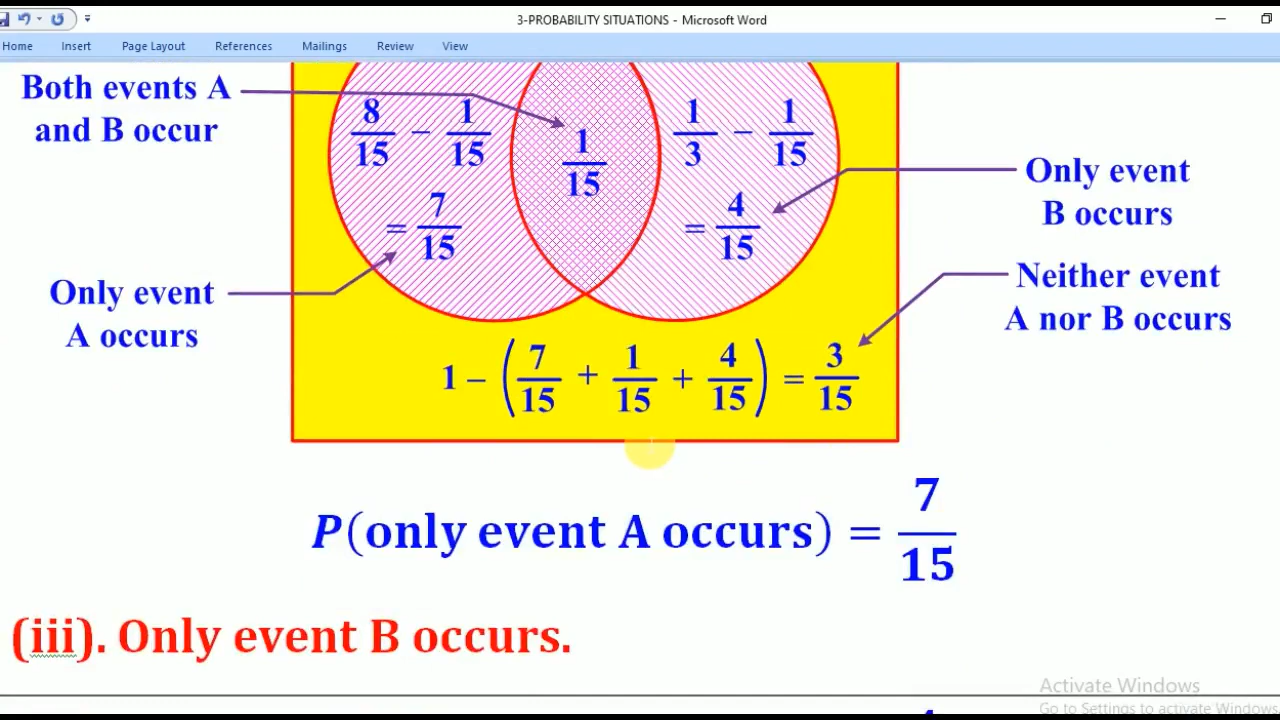 3-PROBABILITY SITUATIONS - Microsoft Word
Home Insert Page Layout References Mailings Review View
Both events A
and B occur
8/15 − 1/15
= 7/15
1/15
1/3 − 1/15
= 4/15
Only event
B occurs
Only event
A occurs
Neither event
A nor B occurs
1 − (7/15 + 1/15 + 4/15) = 3/15
P(only event A occurs) = 7/15
(iii). Only event B occurs.
Activate Windows
Go to Settings to activate Windows.